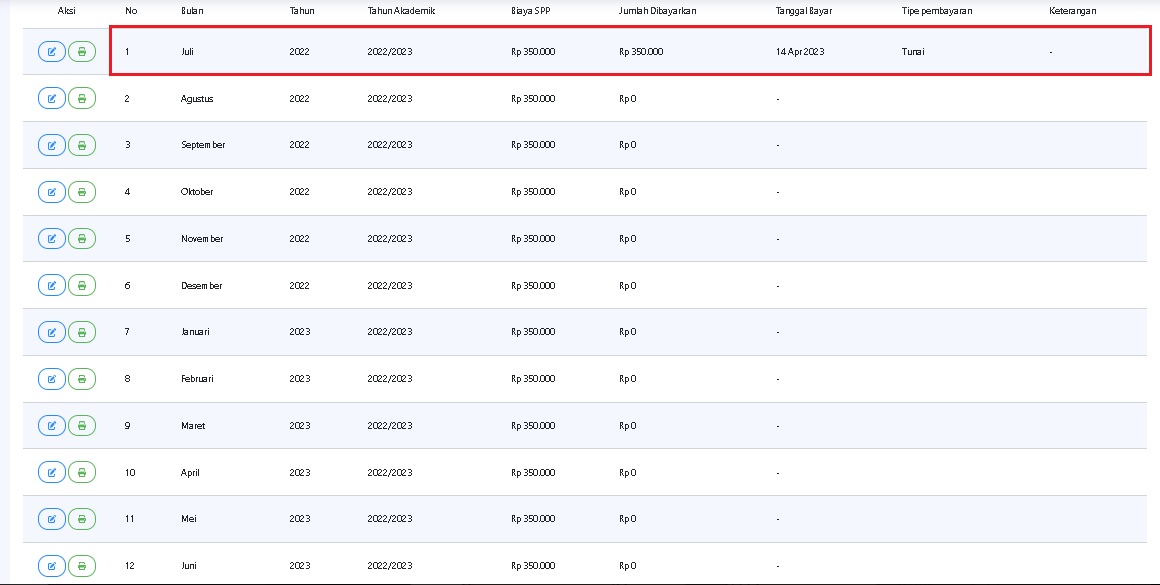 Aksi No Bulan Tahun Tahun Akademik Biaya SPP Jumlah Dibayarkan Tanggal Bayar Tipe pembayaran Keterangan
1 Juli 2022 2022/2023 Rp 350.000 Rp 350.000 14 Apr 2023 Tunai -
2 Agustus 2022 2022/2023 Rp 350.000 Rp 0 -
3 September 2022 2022/2023 Rp 350.000 Rp 0 -
4 Oktober 2022 2022/2023 Rp 350.000 Rp 0 -
5 November 2022 2022/2023 Rp 350.000 Rp 0 -
6 Desember 2022 2022/2023 Rp 350.000 Rp 0 -
7 Januari 2023 2022/2023 Rp 350.000 Rp 0 -
8 Februari 2023 2022/2023 Rp 350.000 Rp 0 -
9 Maret 2023 2022/2023 Rp 350.000 Rp 0 -
10 April 2023 2022/2023 Rp 350.000 Rp 0 -
11 Mei 2023 2022/2023 Rp 350.000 Rp 0 -
12 Juni 2023 2022/2023 Rp 350.000 Rp 0 -